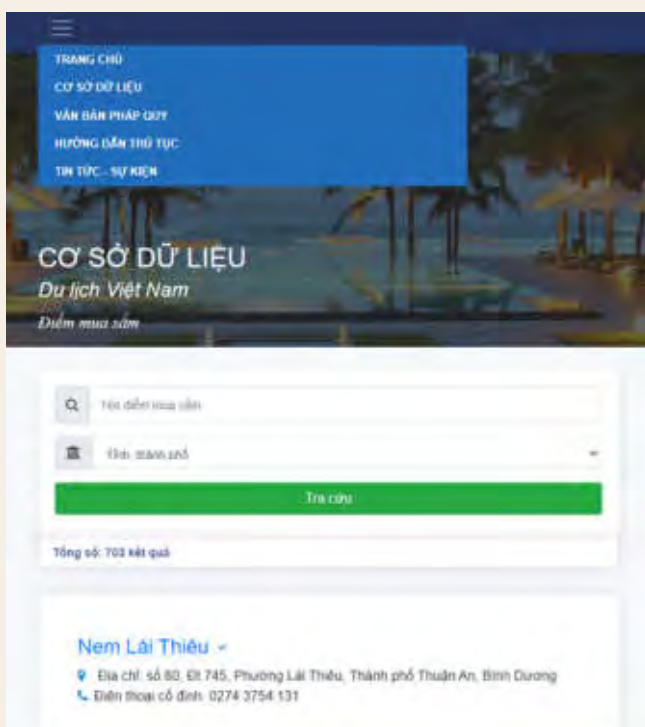 TRANG CHỦ
CƠ SỞ DỮ LIỆU
VĂN BẢN PHÁP QUY
HƯỚNG DẪN THỦ TỤC
TIN TỨC - SỰ KIỆN
CƠ SỞ DỮ LIỆU
Du lịch Việt Nam
Điểm mua sắm
Tên điểm mua sắm
Tỉnh, thành phố
Tra cứu
Tổng số: 703 kết quả
Nem Lái Thiêu
Địa chỉ: số 80, Đt 745, Phường Lái Thiêu, Thành phố Thuận An, Bình Dương
Điện thoại cố định: 0274 3754 131